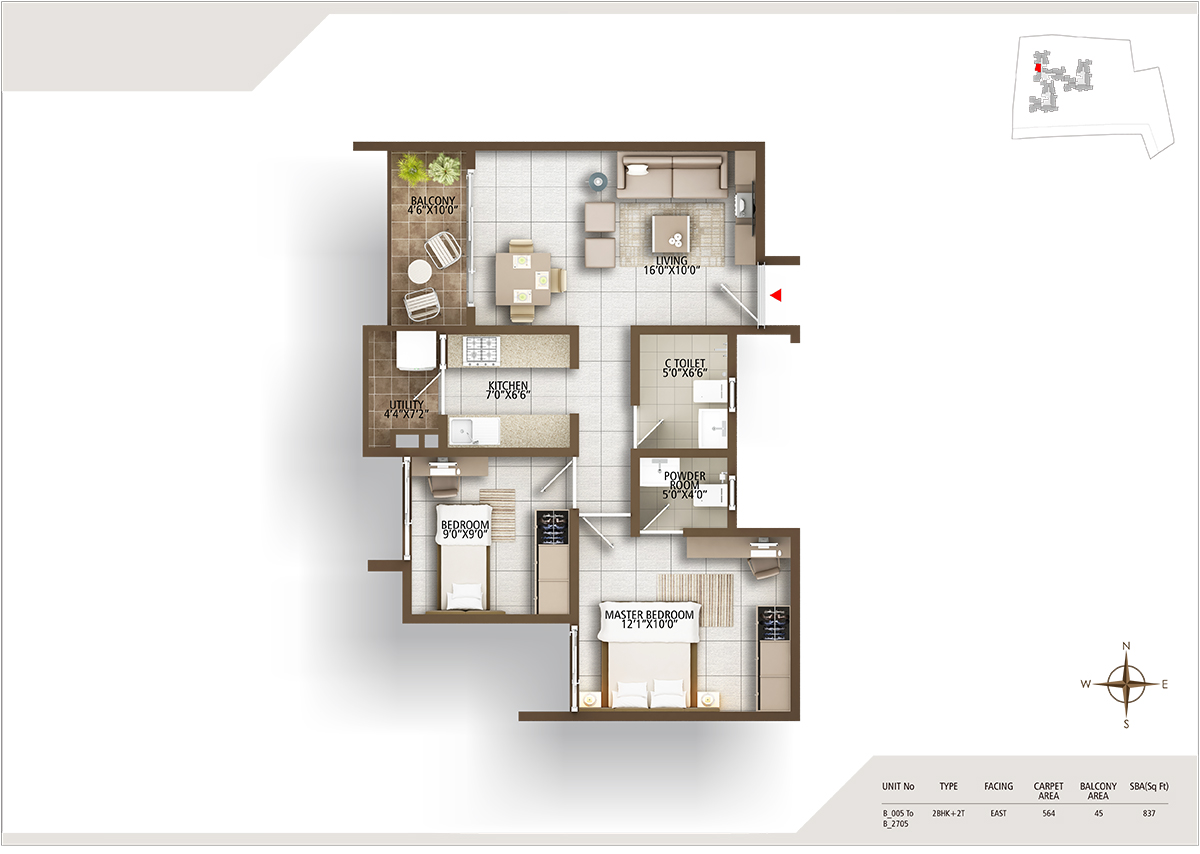 BALCONY
4'6"X10'0"
LIVING
16'0"X10'0"
C TOILET
5'0"X6'6"
KITCHEN
7'0"X6'6"
UTILITY
4'4"X7'2"
POWDER
ROOM
5'0"X4'0"
BEDROOM
9'0"X9'0"
MASTER BEDROOM
12'1"X10'0"
N
W E
S
UNIT No TYPE FACING CARPET AREA BALCONY AREA SBA(Sq Ft)
B_005 To B_2705 2BHK+2T EAST 564 45 837